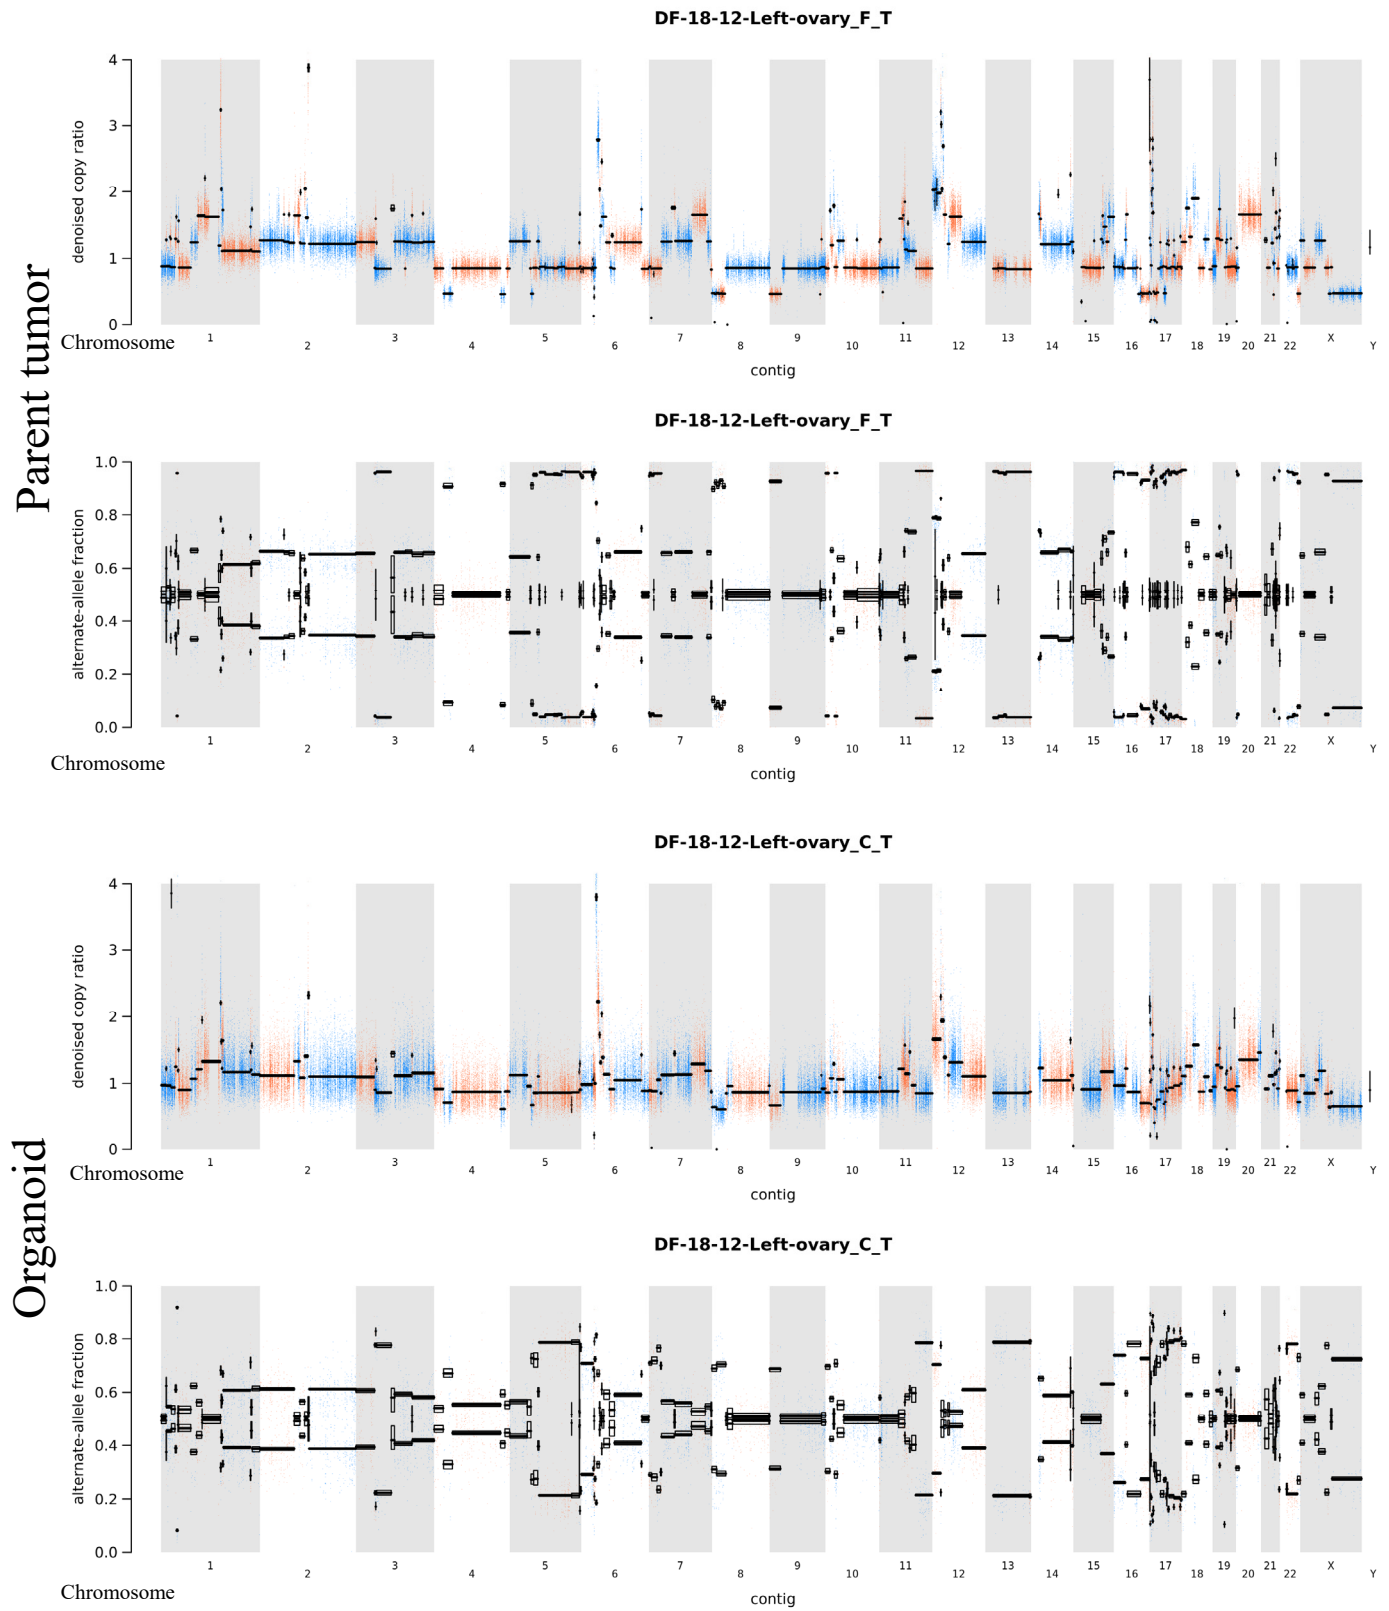 DF-18-12-Left-ovary_F_T
denoised copy ratio
4
3
2
1
0
Chromosome
1 2 3 4 5 6 7 8 9 10 11 12 13 14 15 16 17 18 19 20 21 22 X Y
contig
Parent tumor
DF-18-12-Left-ovary_F_T
alternate-allele fraction
1.0
0.8
0.6
0.4
0.2
0.0
1 2 3 4 5 6 7 8 9 10 11 12 13 14 15 16 17 18 19 20 21 22 X Y
Chromosome
contig
DF-18-12-Left-ovary_C_T
denoised copy ratio
4
3
2
1
0
1 2 3 4 5 6 7 8 9 10 11 12 13 14 15 16 17 18 19 20 21 22 X Y
Chromosome
contig
Organoid
DF-18-12-Left-ovary_C_T
alternate-allele fraction
1.0
0.8
0.6
0.4
0.2
0.0
1 2 3 4 5 6 7 8 9 10 11 12 13 14 15 16 17 18 19 20 21 22 X Y
Chromosome
contig